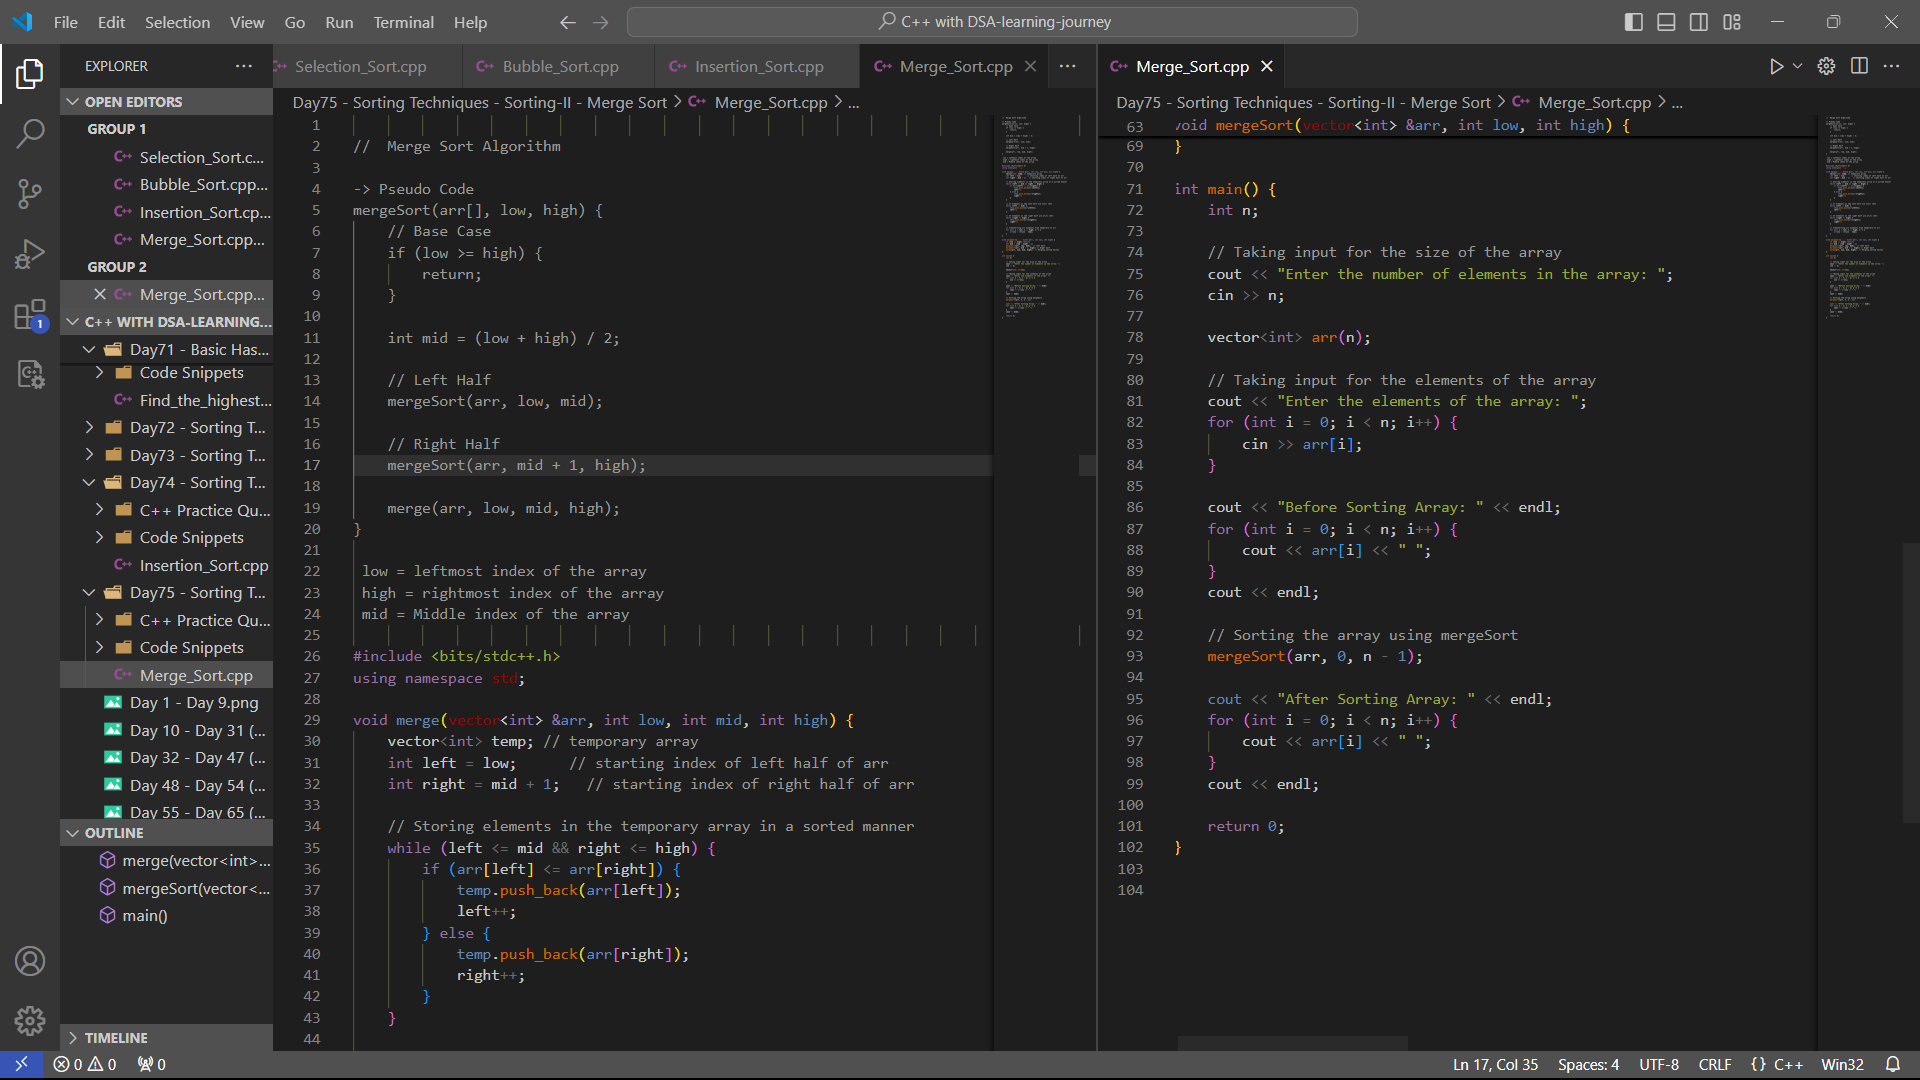 File Edit Selection View Go Run Terminal Help
C++ with DSA-learning-journey
EXPLORER
OPEN EDITORS
GROUP 1
Selection_Sort.c...
Bubble_Sort.cpp...
Insertion_Sort.cp...
Merge_Sort.cpp...
GROUP 2
Merge_Sort.cpp...
C++ WITH DSA-LEARNING...
Day71 - Basic Has...
Code Snippets
Find_the_highest...
Day72 - Sorting T...
Day73 - Sorting T...
Day74 - Sorting T...
C++ Practice Qu...
Code Snippets
Insertion_Sort.cpp
Day75 - Sorting T...
C++ Practice Qu...
Code Snippets
Merge_Sort.cpp
Day 1 - Day 9.png
Day 10 - Day 31 (...
Day 32 - Day 47 (...
Day 48 - Day 54 (...
Day 55 - Day 65 (...
OUTLINE
merge(vector<int>...
mergeSort(vector<...
main()
TIMELINE
Selection_Sort.cpp Bubble_Sort.cpp Insertion_Sort.cpp Merge_Sort.cpp
Day75 - Sorting Techniques - Sorting-II - Merge Sort > Merge_Sort.cpp > ...
1
2 // Merge Sort Algorithm
3
4 -> Pseudo Code
5 mergeSort(arr[], low, high) {
6 // Base Case
7 if (low >= high) {
8 return;
9 }
10
11 int mid = (low + high) / 2;
12
13 // Left Half
14 mergeSort(arr, low, mid);
15
16 // Right Half
17 mergeSort(arr, mid + 1, high);
18
19 merge(arr, low, mid, high);
20 }
21
22 low = leftmost index of the array
23 high = rightmost index of the array
24 mid = Middle index of the array
25
26 #include <bits/stdc++.h>
27 using namespace std;
28
29 void merge(vector<int> &arr, int low, int mid, int high) {
30 vector<int> temp; // temporary array
31 int left = low; // starting index of left half of arr
32 int right = mid + 1; // starting index of right half of arr
33
34 // Storing elements in the temporary array in a sorted manner
35 while (left <= mid && right <= high) {
36 if (arr[left] <= arr[right]) {
37 temp.push_back(arr[left]);
38 left++;
39 } else {
40 temp.push_back(arr[right]);
41 right++;
42 }
43 }
44
Merge_Sort.cpp
Day75 - Sorting Techniques - Sorting-II - Merge Sort > Merge_Sort.cpp > ...
63 void mergeSort(vector<int> &arr, int low, int high) {
69 }
70
71 int main() {
72 int n;
73
74 // Taking input for the size of the array
75 cout << "Enter the number of elements in the array: ";
76 cin >> n;
77
78 vector<int> arr(n);
79
80 // Taking input for the elements of the array
81 cout << "Enter the elements of the array: ";
82 for (int i = 0; i < n; i++) {
83 cin >> arr[i];
84 }
85
86 cout << "Before Sorting Array: " << endl;
87 for (int i = 0; i < n; i++) {
88 cout << arr[i] << " ";
89 }
90 cout << endl;
91
92 // Sorting the array using mergeSort
93 mergeSort(arr, 0, n - 1);
94
95 cout << "After Sorting Array: " << endl;
96 for (int i = 0; i < n; i++) {
97 cout << arr[i] << " ";
98 }
99 cout << endl;
100
101 return 0;
102 }
103
104
0 0 0
Ln 17, Col 35 Spaces: 4 UTF-8 CRLF {} C++ Win32